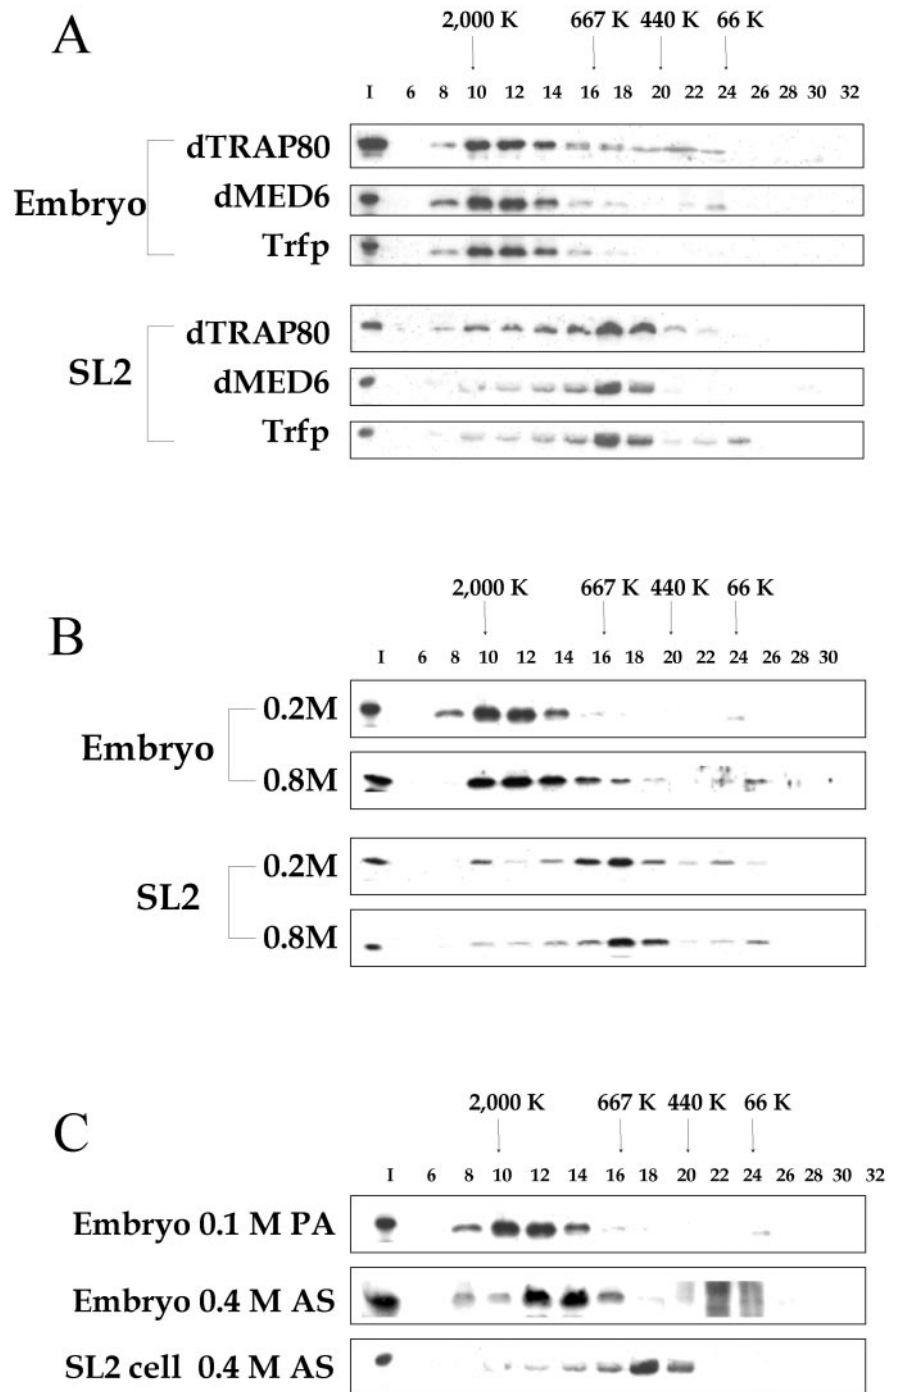 A
2,000 K 667 K 440 K 66 K
I 6 8 10 12 14 16 18 20 22 24 26 28 30 32
Embryo
dTRAP80
dMED6
Trfp
SL2
dTRAP80
dMED6
Trfp
B
2,000 K 667 K 440 K 66 K
I 6 8 10 12 14 16 18 20 22 24 26 28 30
Embryo
0.2M
0.8M
SL2
0.2M
0.8M
C
2,000 K 667 K 440 K 66 K
I 6 8 10 12 14 16 18 20 22 24 26 28 30 32
Embryo 0.1 M PA
Embryo 0.4 M AS
SL2 cell 0.4 M AS